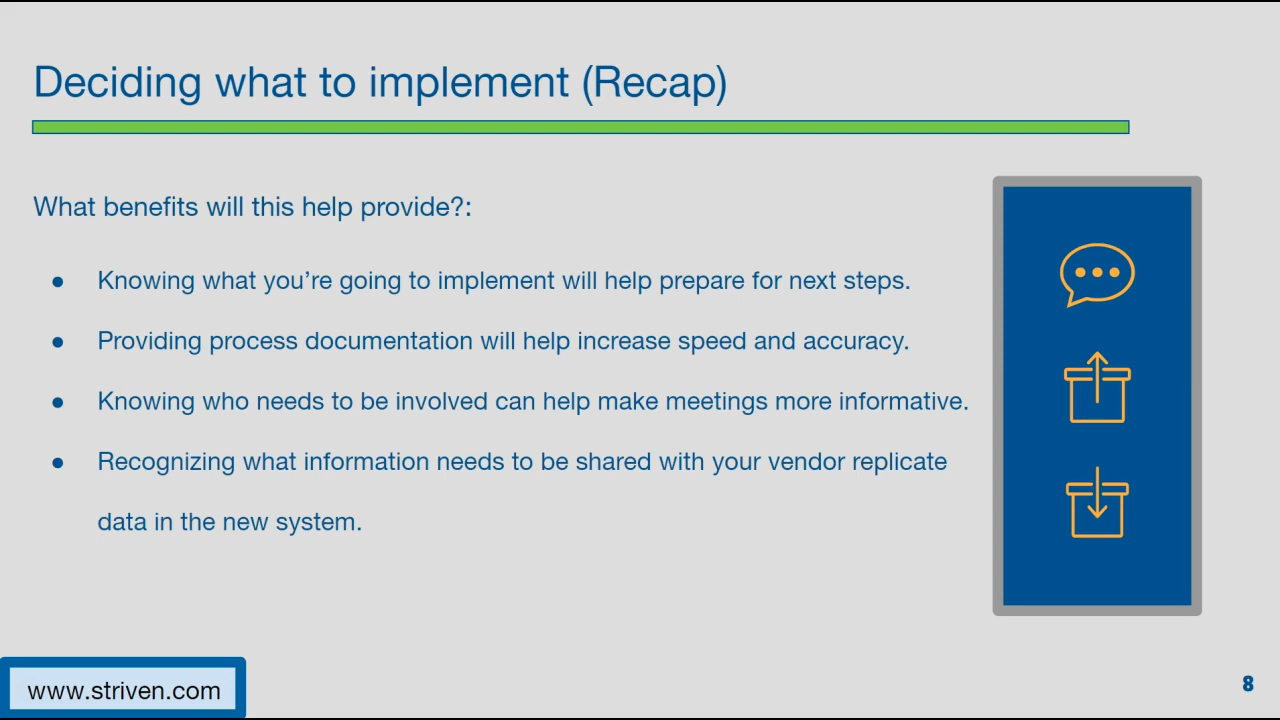 Deciding what to implement (Recap)
What benefits will this help provide?:
● Knowing what you’re going to implement will help prepare for next steps.
● Providing process documentation will help increase speed and accuracy.
● Knowing who needs to be involved can help make meetings more informative.
● Recognizing what information needs to be shared with your vendor replicate
data in the new system.
www.striven.com
8